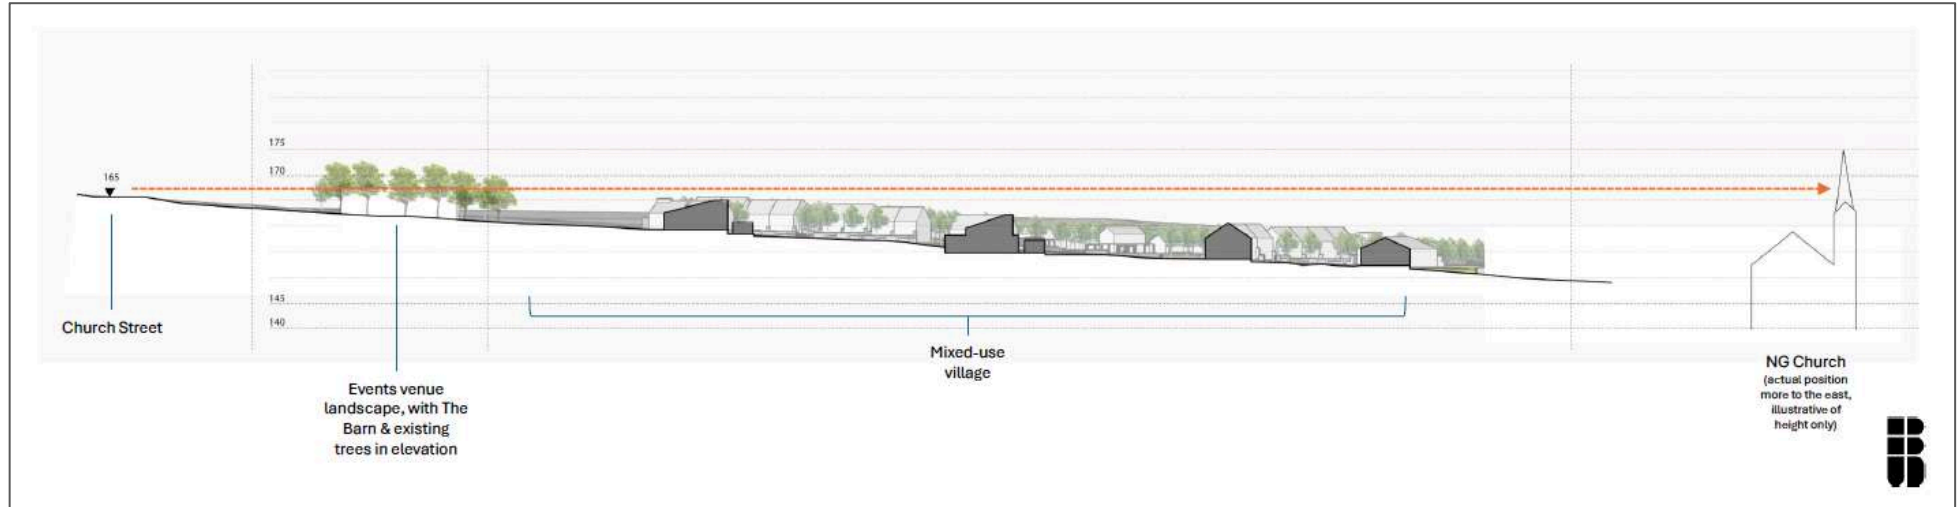 175
170
165
145
140
Church Street
Events venue
landscape, with The
Barn & existing
trees in elevation
Mixed-use
village
NG Church
(actual position
more to the east,
illustrative of
height only)